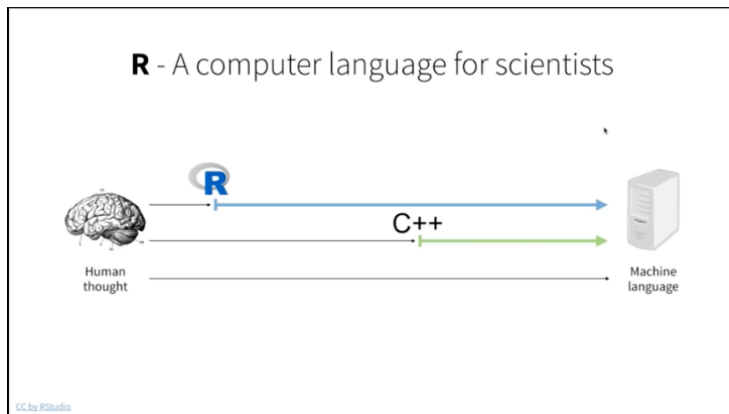 R - A computer language for scientists
R
C++
Human
thought
Machine
language
CC by RStudio